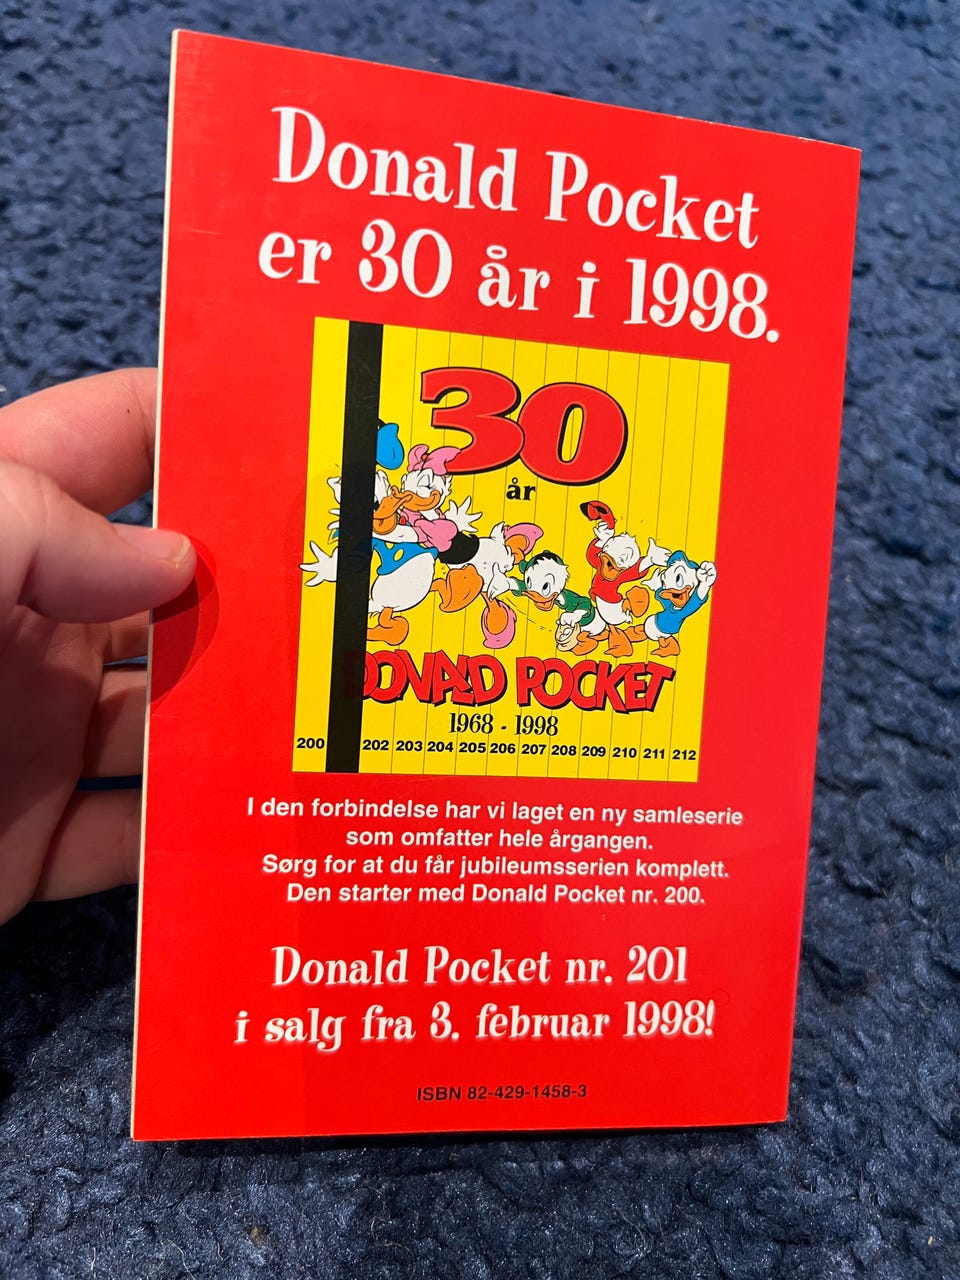 Donald Pocket
er 30 år i 1998.
30
år
DONALD POCKET
1968 - 1998
200 202 203 204 205 206 207 208 209 210 211 212
I den forbindelse har vi laget en ny samleserie
som omfatter hele årgangen.
Sørg for at du får jubileumsserien komplett.
Den starter med Donald Pocket nr. 200.
Donald Pocket nr. 201
i salg fra 3. februar 1998!
ISBN 82-429-1458-3